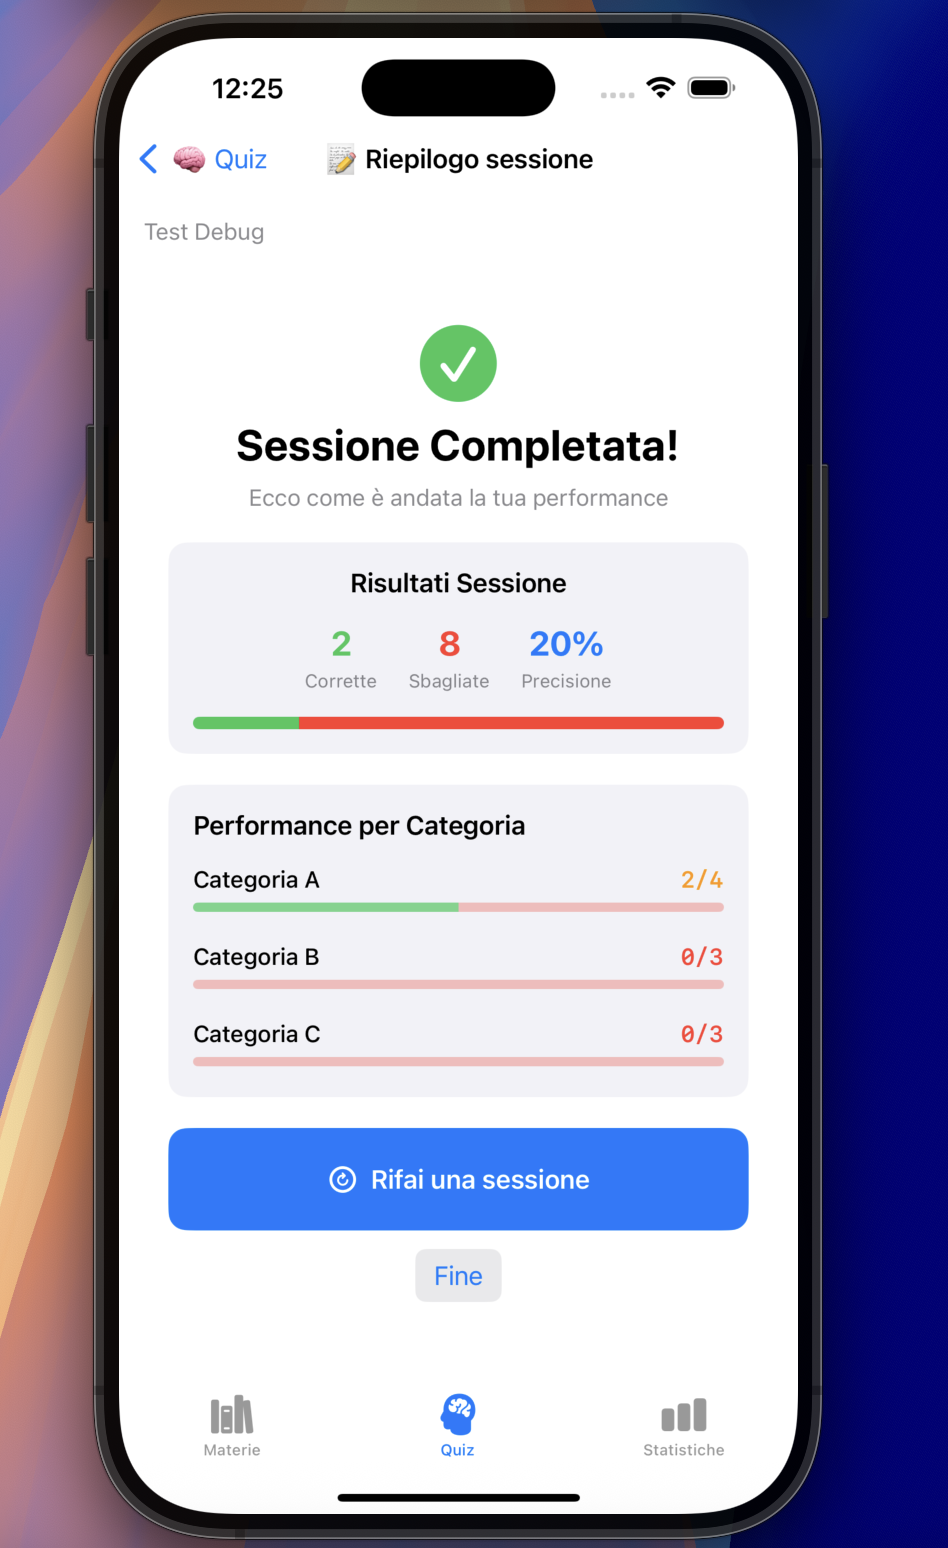 12:25
Quiz
Riepilogo sessione
Test Debug
Sessione Completata!
Ecco come è andata la tua performance
Risultati Sessione
2 8 20%
Corrette Sbagliate Precisione
Performance per Categoria
Categoria A 2/4
Categoria B 0/3
Categoria C 0/3
Rifai una sessione
Fine
Materie Quiz Statistiche